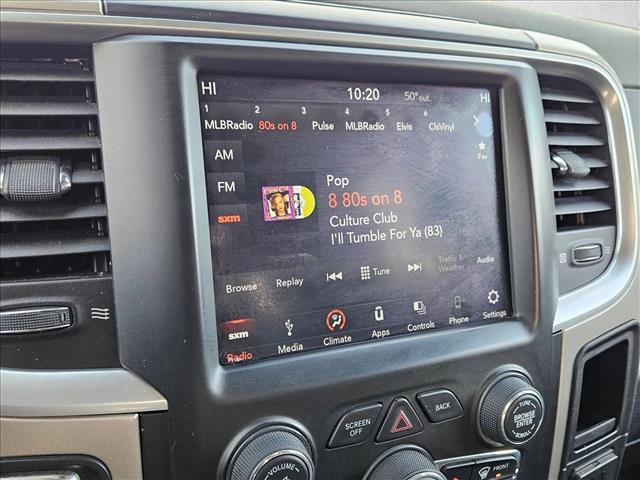 HI 10:20 50°out. HI
1 2 3 4 5 6
MLBRadio 80s on 8 Pulse MLBRadio Elvis ClsVinyl
AM
Fav
FM
Pop
8 80s on 8
sxm
Culture Club
I'll Tumble For Ya (83)
Browse Replay Tune Traffic & Weather Audio
sxm
Radio Media Climate Apps Controls Phone Settings
SCREEN OFF
BACK
TUNE
BROWSE ENTER
SCROLL
VOLUME
FRONT